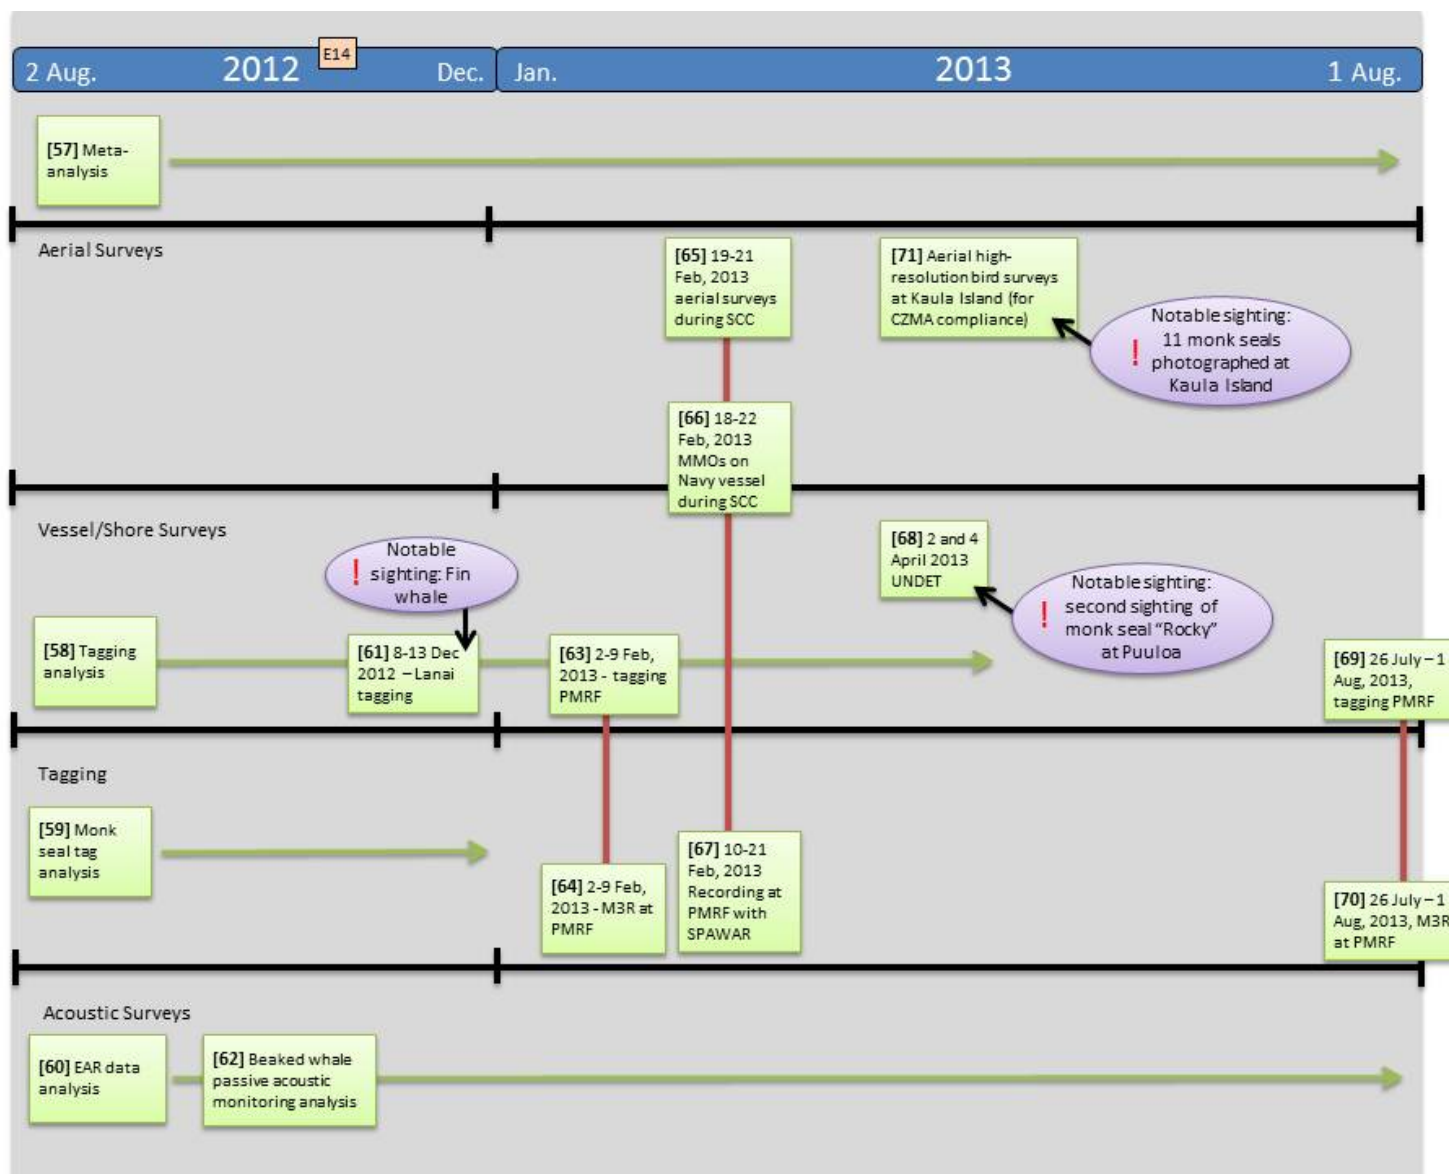 2 Aug.
2012
E14
Dec.
Jan.
2013
1 Aug.
[57] Meta-
analysis
Aerial Surveys
[65] 19-21
Feb, 2013
aerial surveys
during SCC
[71] Aerial high-
resolution bird surveys
at Kaula Island (for
CZMA compliance)
!
Notable sighting:
11 monk seals
photographed at
Kaula Island
[66] 18-22
Feb, 2013
MMOs on
Navy vessel
during SCC
Vessel/Shore Surveys
!
Notable
sighting: Fin
whale
[68] 2 and 4
April 2013
UNDET
!
Notable sighting:
second sighting of
monk seal “Rocky”
at Puuloa
[58] Tagging
analysis
[61] 8-13 Dec
2012 – Lanai
tagging
[63] 2-9 Feb,
2013 - tagging
PMRF
[69] 26 July – 1
Aug, 2013,
tagging PMRF
Tagging
[59] Monk
seal tag
analysis
[64] 2-9 Feb,
2013 - M3R at
PMRF
[67] 10-21
Feb, 2013
Recording at
PMRF with
SPAWAR
[70] 26 July – 1
Aug, 2013, M3R
at PMRF
Acoustic Surveys
[60] EAR data
analysis
[62] Beaked whale
passive acoustic
monitoring analysis